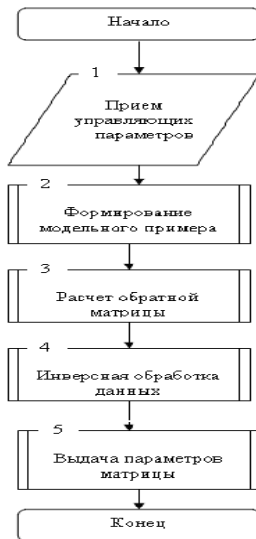 Начало
1
Прием
управляющих
параметров
2
Формирование
модельного примера
3
Расчет обратной
матрицы
4
Инверсная обработка
данных
5
Выдача параметров
матрицы
Конец